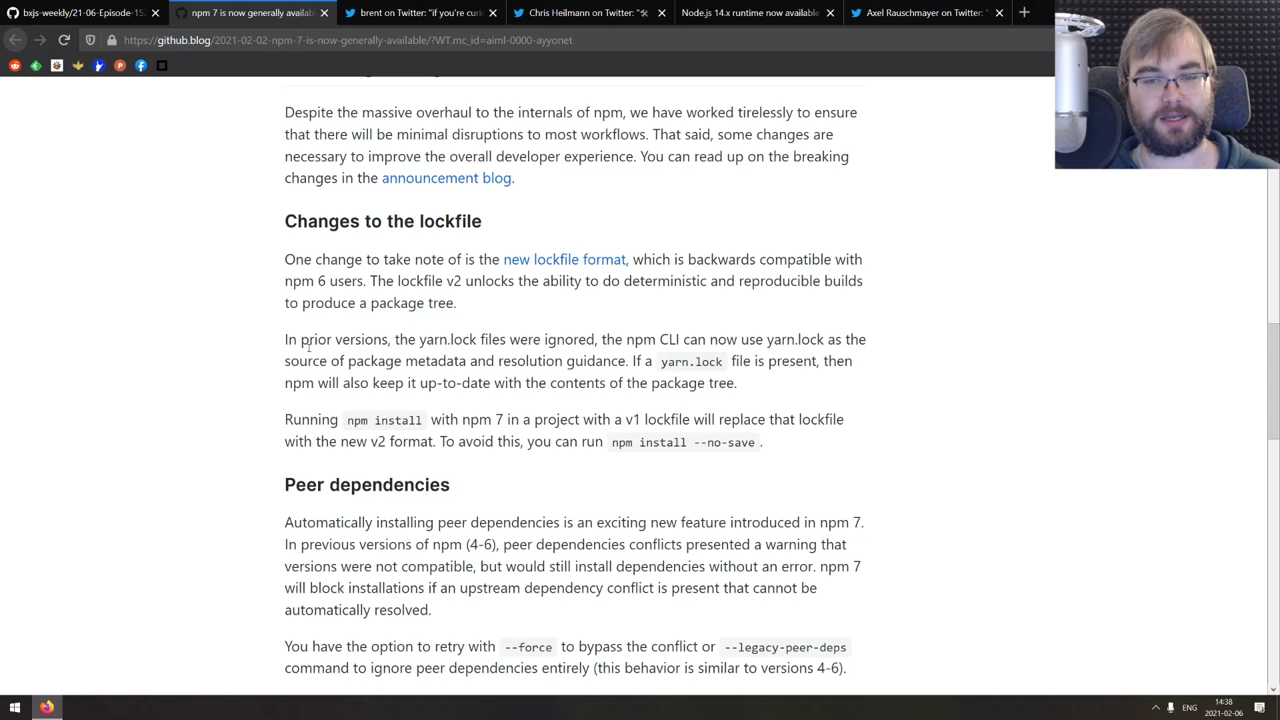 bxjs-weekly/21-06-Episode-152
npm 7 is now generally availab
brent on Twitter: "if you're curio
Chris Heilmann on Twitter: "🛠
Node.js 14.x runtime now available
Axel Rauschmayer on Twitter: "
https://github.blog/2021-02-02-npm-7-is-now-generally-available/?WT.mc_id=aiml-0000-ayyonet
Despite the massive overhaul to the internals of npm, we have worked tirelessly to ensure
that there will be minimal disruptions to most workflows. That said, some changes are
necessary to improve the overall developer experience. You can read up on the breaking
changes in the announcement blog.
Changes to the lockfile
One change to take note of is the new lockfile format, which is backwards compatible with
npm 6 users. The lockfile v2 unlocks the ability to do deterministic and reproducible builds
to produce a package tree.
In prior versions, the yarn.lock files were ignored, the npm CLI can now use yarn.lock as the
source of package metadata and resolution guidance. If a yarn.lock file is present, then
npm will also keep it up-to-date with the contents of the package tree.
Running npm install with npm 7 in a project with a v1 lockfile will replace that lockfile
with the new v2 format. To avoid this, you can run npm install --no-save .
Peer dependencies
Automatically installing peer dependencies is an exciting new feature introduced in npm 7.
In previous versions of npm (4-6), peer dependencies conflicts presented a warning that
versions were not compatible, but would still install dependencies without an error. npm 7
will block installations if an upstream dependency conflict is present that cannot be
automatically resolved.
You have the option to retry with --force to bypass the conflict or --legacy-peer-deps
command to ignore peer dependencies entirely (this behavior is similar to versions 4-6).
ENG
14:38
2021-02-06